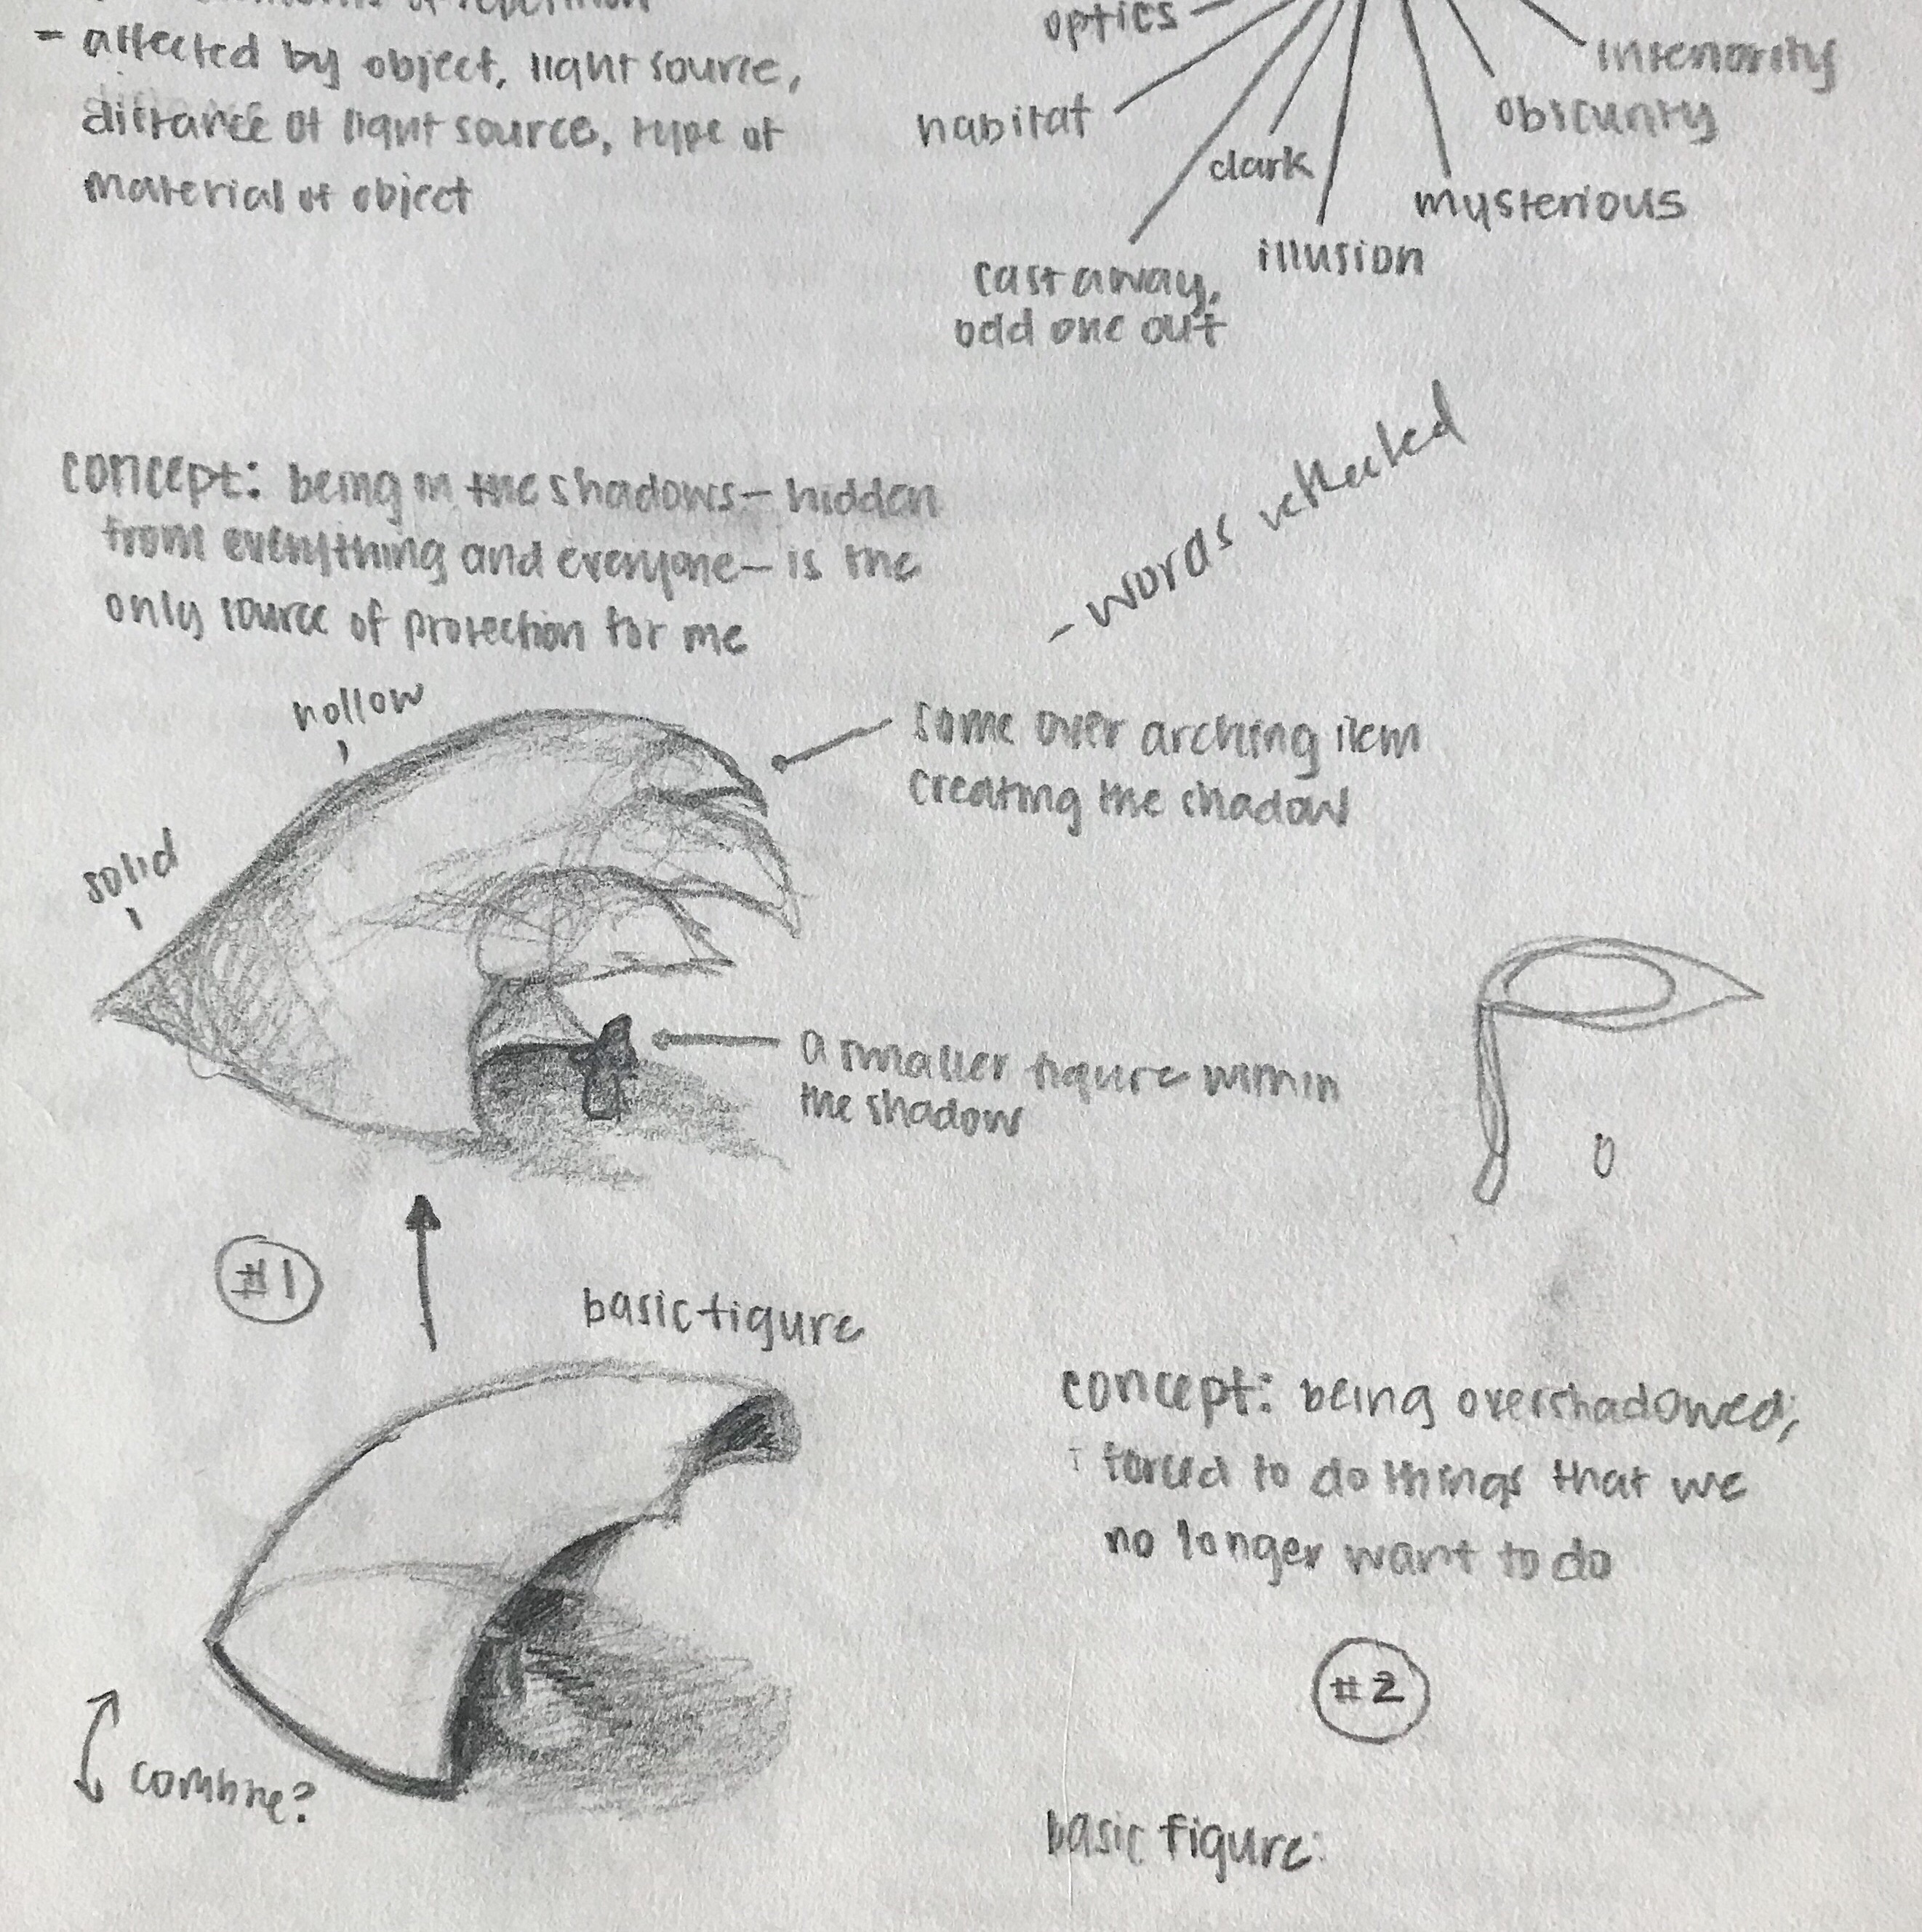 of repetition
- affected by object, light source,
distance of light source, type of
material of object
optics
habitat
castaway,
odd one out
dark
illusion
mysterious
obscurity
inferiority
concept: being in the shadows— hidden
from everything and everyone— is the
only source of protection for me
- words reflected
hollow
solid
some over arching item
creating the shadow
a smaller figure within
the shadow
#1
basic figure
combine?
concept: being overshadowed,
forced to do things that we
no longer want to do
#2
basic figure: